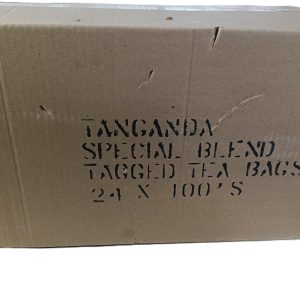 TANGANDA
SPECIAL BLEND
TAGGED TEA BAGS
24 X 100'S